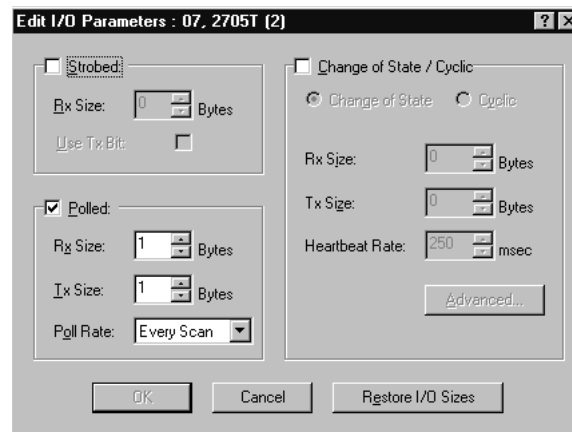 Edit I/O Parameters : 07, 2705T (2)
? ×
Strobed:
Rx Size: 0 Bytes
Use Tx Bit:
Polled:
Rx Size: 1 Bytes
Tx Size: 1 Bytes
Poll Rate: Every Scan
Change of State / Cyclic
Change of State Cyclic
Rx Size: 0 Bytes
Tx Size: 0 Bytes
Heartbeat Rate: 250 msec
Advanced...
OK Cancel Restore I/O Sizes